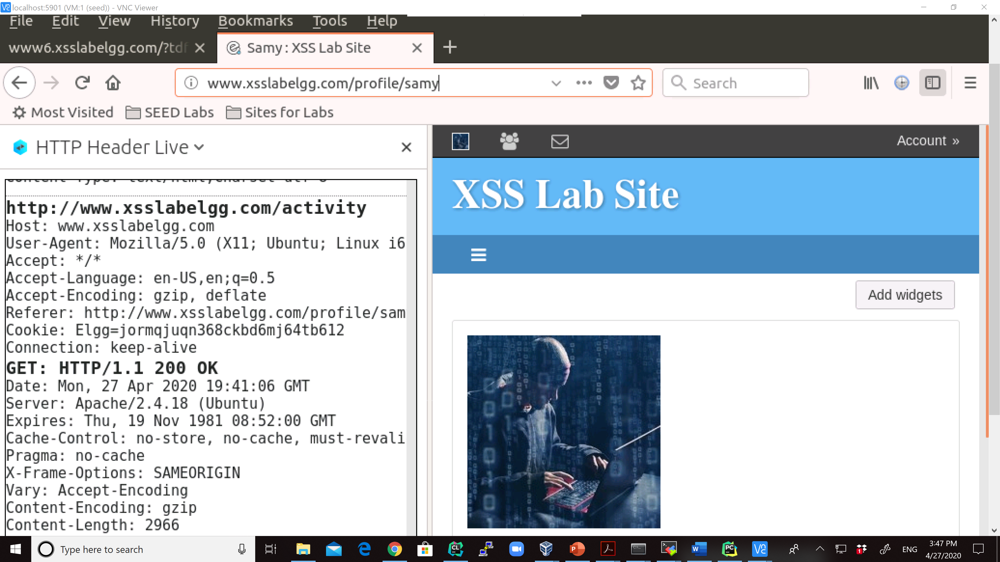 localhost:5901 (VM:1 (seed)) - VNC Viewer
File Edit View History Bookmarks Tools Help
www6.xsslabelgg.com/?tdf
Samy : XSS Lab Site
www.xsslabelgg.com/profile/samy
Search
Most Visited SEED Labs Sites for Labs
HTTP Header Live
http://www.xsslabelgg.com/activity
Host: www.xsslabelgg.com
User-Agent: Mozilla/5.0 (X11; Ubuntu; Linux i6
Accept: */*
Accept-Language: en-US,en;q=0.5
Accept-Encoding: gzip, deflate
Referer: http://www.xsslabelgg.com/profile/sam
Cookie: Elgg=jormqjuqn368ckbd6mj64tb612
Connection: keep-alive
GET: HTTP/1.1 200 OK
Date: Mon, 27 Apr 2020 19:41:06 GMT
Server: Apache/2.4.18 (Ubuntu)
Expires: Thu, 19 Nov 1981 08:52:00 GMT
Cache-Control: no-store, no-cache, must-revali
Pragma: no-cache
X-Frame-Options: SAMEORIGIN
Vary: Accept-Encoding
Content-Encoding: gzip
Content-Length: 2966
Account »
XSS Lab Site
Add widgets
Type here to search
ENG
3:47 PM
4/27/2020